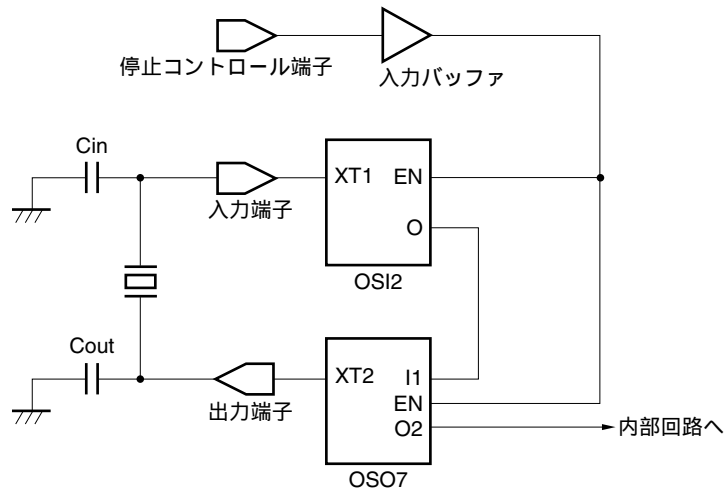 停止コントロール端子
入力バッファ
Cin
入力端子
XT1
EN
O
OSI2
Cout
出力端子
XT2
I1
EN
O2
内部回路へ
OSO7